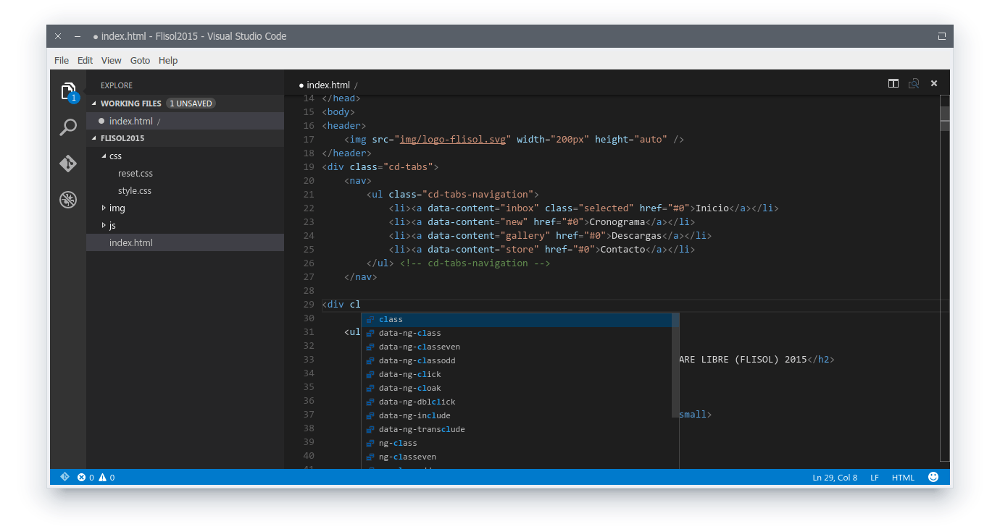 ● index.html - Flisol2015 - Visual Studio Code
File Edit View Goto Help
1
EXPLORE
WORKING FILES 1 UNSAVED
index.html /
FLISOL2015
css
reset.css
style.css
img
js
index.html
● index.html /
14 </head>
15 <body>
16 <header>
17 <img src="img/logo-flisol.svg" width="200px" height="auto" />
18 </header>
19 <div class="cd-tabs">
20 <nav>
21 <ul class="cd-tabs-navigation">
22 <li><a data-content="inbox" class="selected" href="#0">Inicio</a></li>
23 <li><a data-content="new" href="#0">Cronograma</a></li>
24 <li><a data-content="gallery" href="#0">Descargas</a></li>
25 <li><a data-content="store" href="#0">Contacto</a></li>
26 </ul> <!-- cd-tabs-navigation -->
27 </nav>
28
29 <div cl
30 class
31 <ul data-ng-class
32 data-ng-classeven
33 data-ng-classodd ARE LIBRE (FLISOL) 2015</h2>
34 data-ng-click
35 data-ng-cloak
36 data-ng-dblclick
37 data-ng-include small>
38 data-ng-transclude
39 ng-class
40 ng-classeven
41
0 0 Ln 29, Col 8 LF HTML